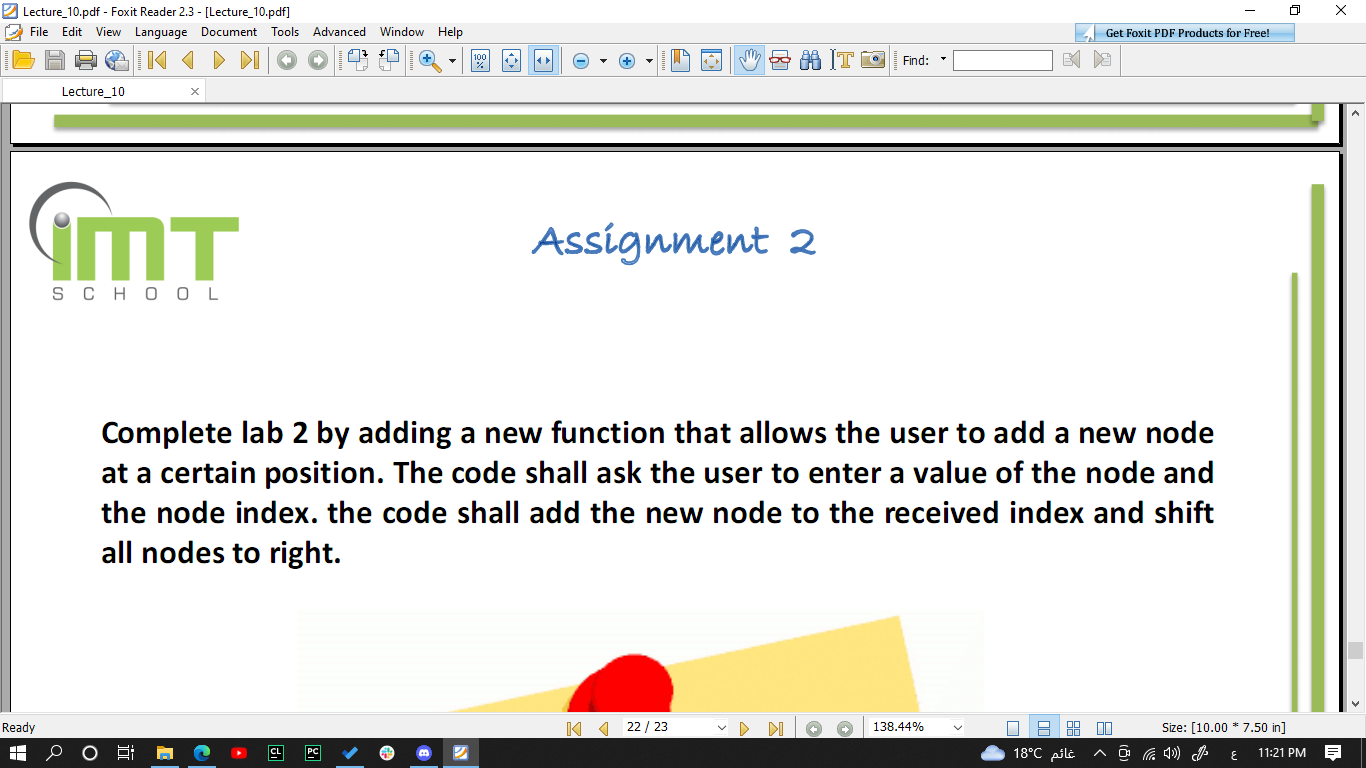 Lecture_10.pdf - Foxit Reader 2.3 - [Lecture_10.pdf]
File Edit View Language Document Tools Advanced Window Help
Get Foxit PDF Products for Free!
100 %
T
Find:
Lecture_10
iMT
SCHOOL
Assignment 2
Complete lab 2 by adding a new function that allows the user to add a new node
at a certain position. The code shall ask the user to enter a value of the node and
the node index. the code shall add the new node to the received index and shift
all nodes to right.
Ready
22 / 23
138.44%
Size: [10.00 * 7.50 in]
CL
PC
18°C غائم
ع
11:21 PM